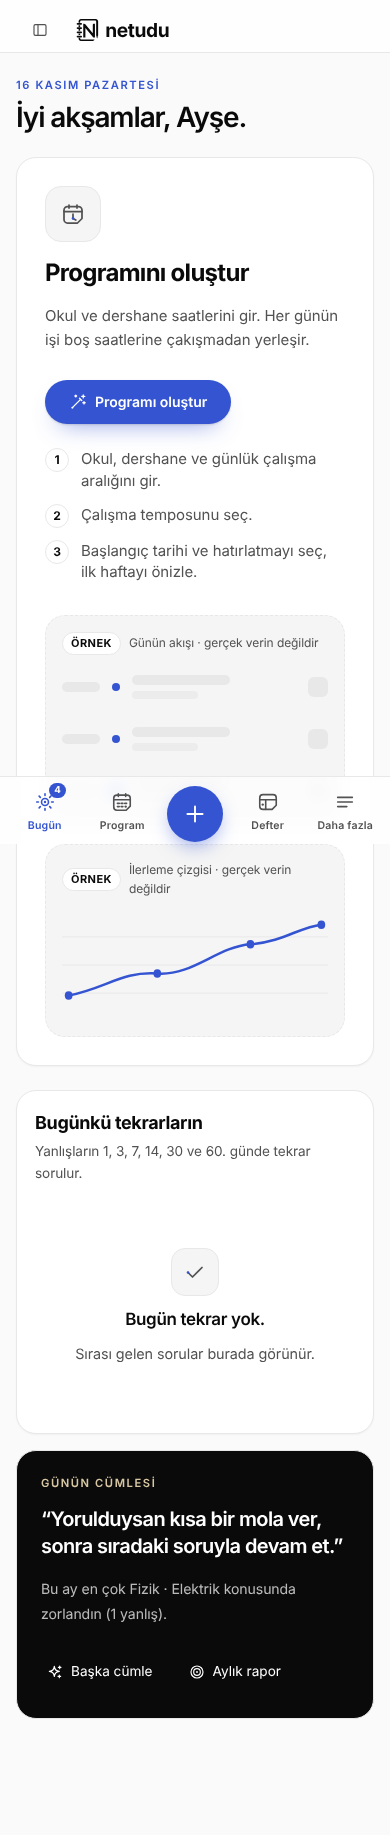 netudu
16 KASIM PAZARTESİ
İyi akşamlar, Ayşe.
Programını oluştur
Okul ve dershane saatlerini gir. Her günün
işi boş saatlerine çakışmadan yerleşir.
Programı oluştur
1 Okul, dershane ve günlük çalışma
aralığını gir.
2 Çalışma temposunu seç.
3 Başlangıç tarihi ve hatırlatmayı seç,
ilk haftayı önizle.
ÖRNEK Günün akışı · gerçek verin değildir
4
Bugün Program Defter Daha fazla
ÖRNEK İlerleme çizgisi · gerçek verin
değildir
Bugünkü tekrarların
Yanlışların 1, 3, 7, 14, 30 ve 60. günde tekrar
sorulur.
Bugün tekrar yok.
Sırası gelen sorular burada görünür.
GÜNÜN CÜMLESİ
“Yorulduysan kısa bir mola ver,
sonra sıradaki soruyla devam et.”
Bu ay en çok Fizik · Elektrik konusunda
zorlandın (1 yanlış).
Başka cümle Aylık rapor